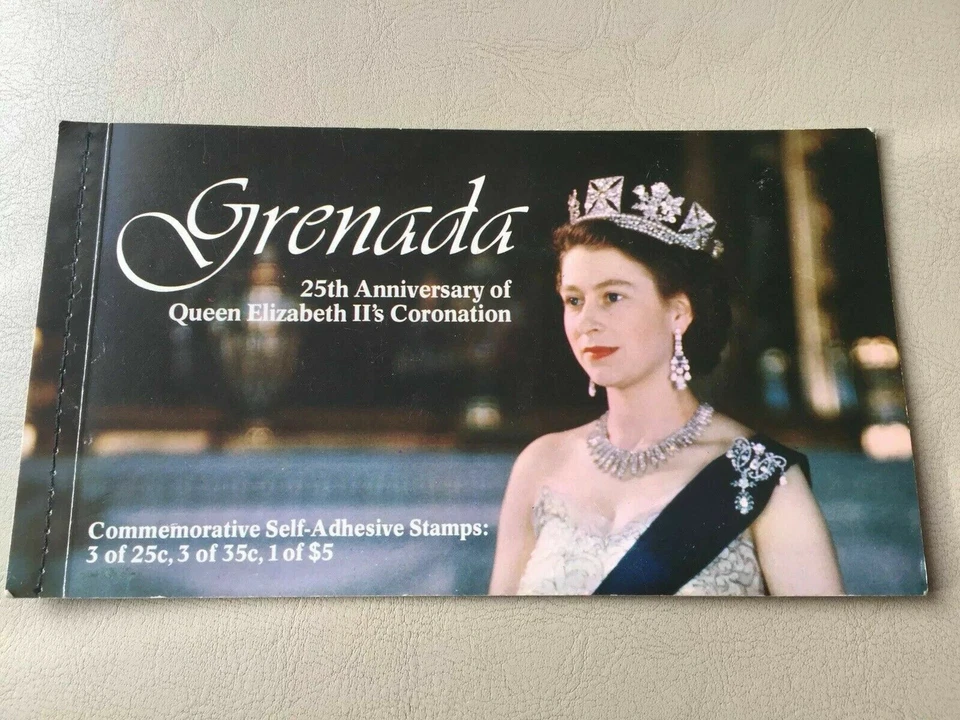 Grenada
25th Anniversary of
Queen Elizabeth II's Coronation
Commemorative Self-Adhesive Stamps:
3 of 25c, 3 of 35c, 1 of $5